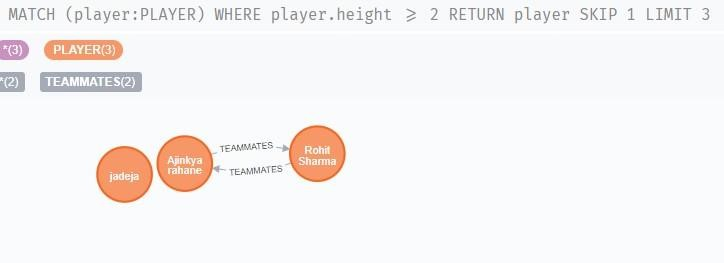 MATCH (player:PLAYER) WHERE player.height ⩾ 2 RETURN player SKIP 1 LIMIT 3
*(3) PLAYER(3)
*(2) TEAMMATES(2)
jadeja
Ajinkya
rahane
TEAMMATES
TEAMMATES
Rohit
Sharma